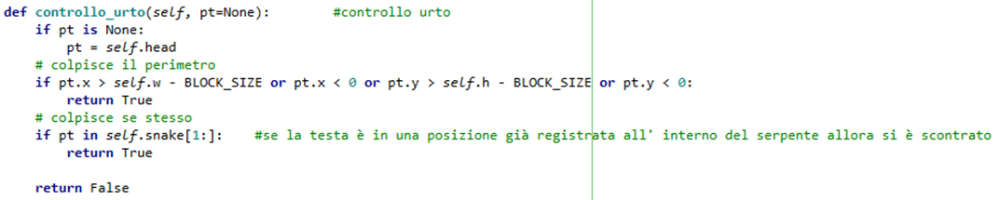 def controllo_urto(self, pt=None):        #controllo urto
    if pt is None:
        pt = self.head
    # colpisce il perimetro
    if pt.x > self.w - BLOCK_SIZE or pt.x < 0 or pt.y > self.h - BLOCK_SIZE or pt.y < 0:
        return True
    # colpisce se stesso
    if pt in self.snake[1:]:    #se la testa è in una posizione già registrata all' interno del serpente allora si è scontrato
        return True

    return False